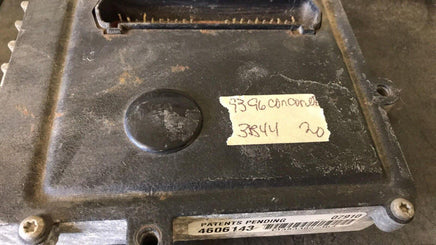 9396 Concorde
3844 20
PATENTS PENDING 07910
4606143